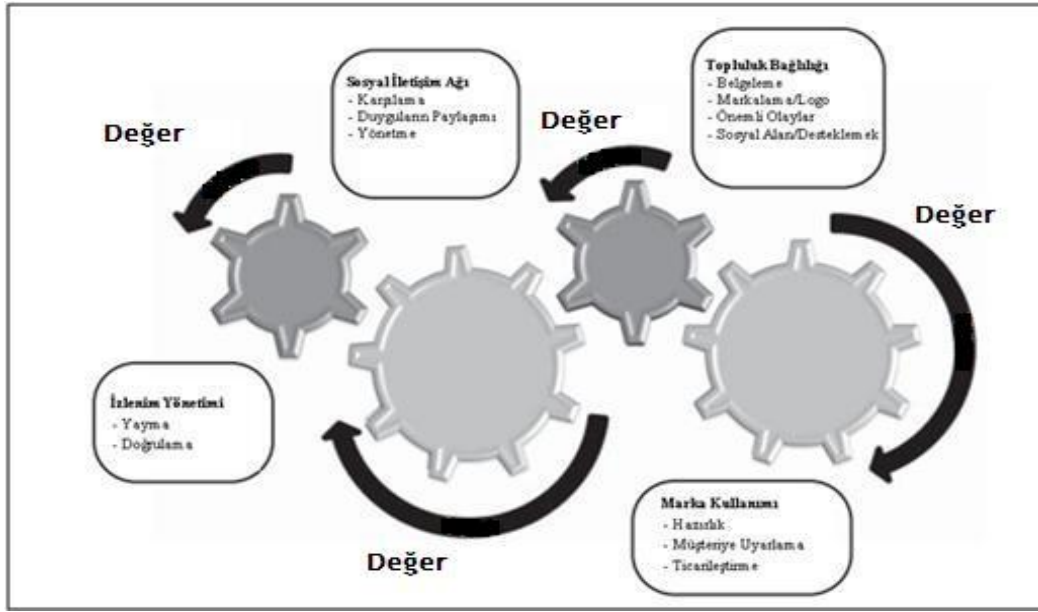 Sosyal İletişim Ağı
- Karşılama
- Duyguların Paylaşımı
- Yönetme
Topluluk Bağlılığı
- Belgeleme
- Markalama/Logo
- Önemli Olaylar
- Sosyal Alan/Desteklemek
Değer
Değer
Değer
İzlenim Yönetimi
- Yayma
- Doğrulama
Değer
Marka Kullanımı
- Hazırlık
- Müşteriye Uyarlama
- Ticarileştirme